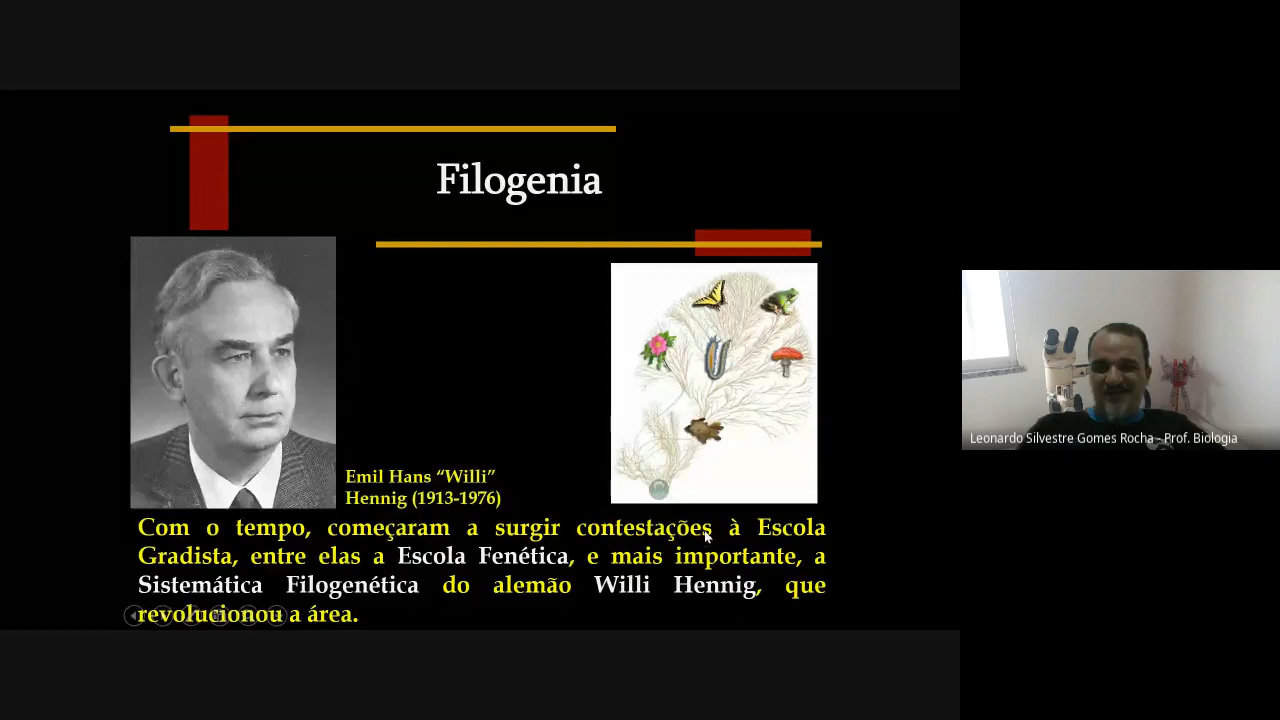 Filogenia
Emil Hans “Willi”
Hennig (1913-1976)
Com o tempo, começaram a surgir contestações à Escola
Gradista, entre elas a Escola Fenética, e mais importante, a
Sistemática Filogenética do alemão Willi Hennig, que
revolucionou a área.
Leonardo Silvestre Gomes Rocha - Prof. Biologia